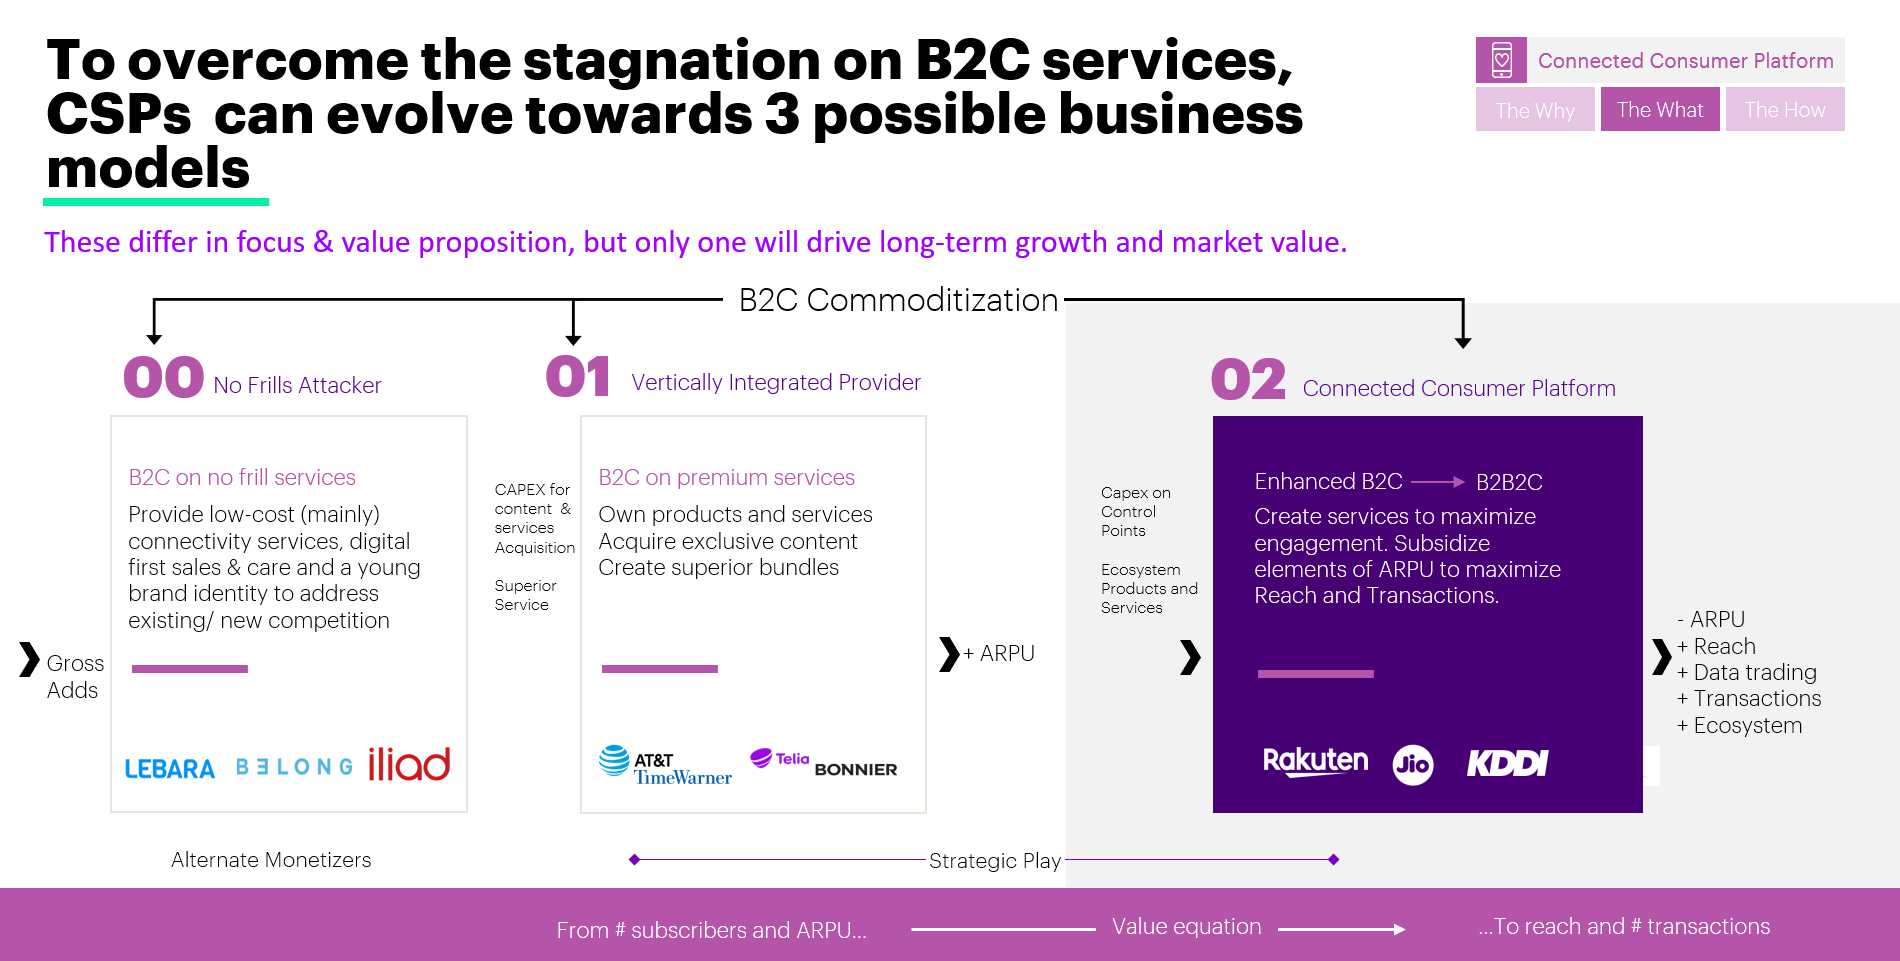 To overcome the stagnation on B2C services,
CSPs can evolve towards 3 possible business
models
Connected Consumer Platform
The Why
The What
The How
These differ in focus & value proposition, but only one will drive long-term growth and market value.
B2C Commoditization
00 No Frills Attacker
01 Vertically Integrated Provider
02 Connected Consumer Platform
Gross
Adds
B2C on no frill services
Provide low-cost (mainly)
connectivity services, digital
first sales & care and a young
brand identity to address
existing/ new competition
LEBARA
BELONG
iliad
CAPEX for
content &
services
Acquisition
Superior
Service
B2C on premium services
Own products and services
Acquire exclusive content
Create superior bundles
AT&T
TimeWarner
Telia
BONNIER
+ ARPU
Capex on
Control
Points
Ecosystem
Products and
Services
Enhanced B2C
B2B2C
Create services to maximize
engagement. Subsidize
elements of ARPU to maximize
Reach and Transactions.
Rakuten
Jio
KDDI
- ARPU
+ Reach
+ Data trading
+ Transactions
+ Ecosystem
Alternate Monetizers
Strategic Play
From # subscribers and ARPU...
Value equation
...To reach and # transactions